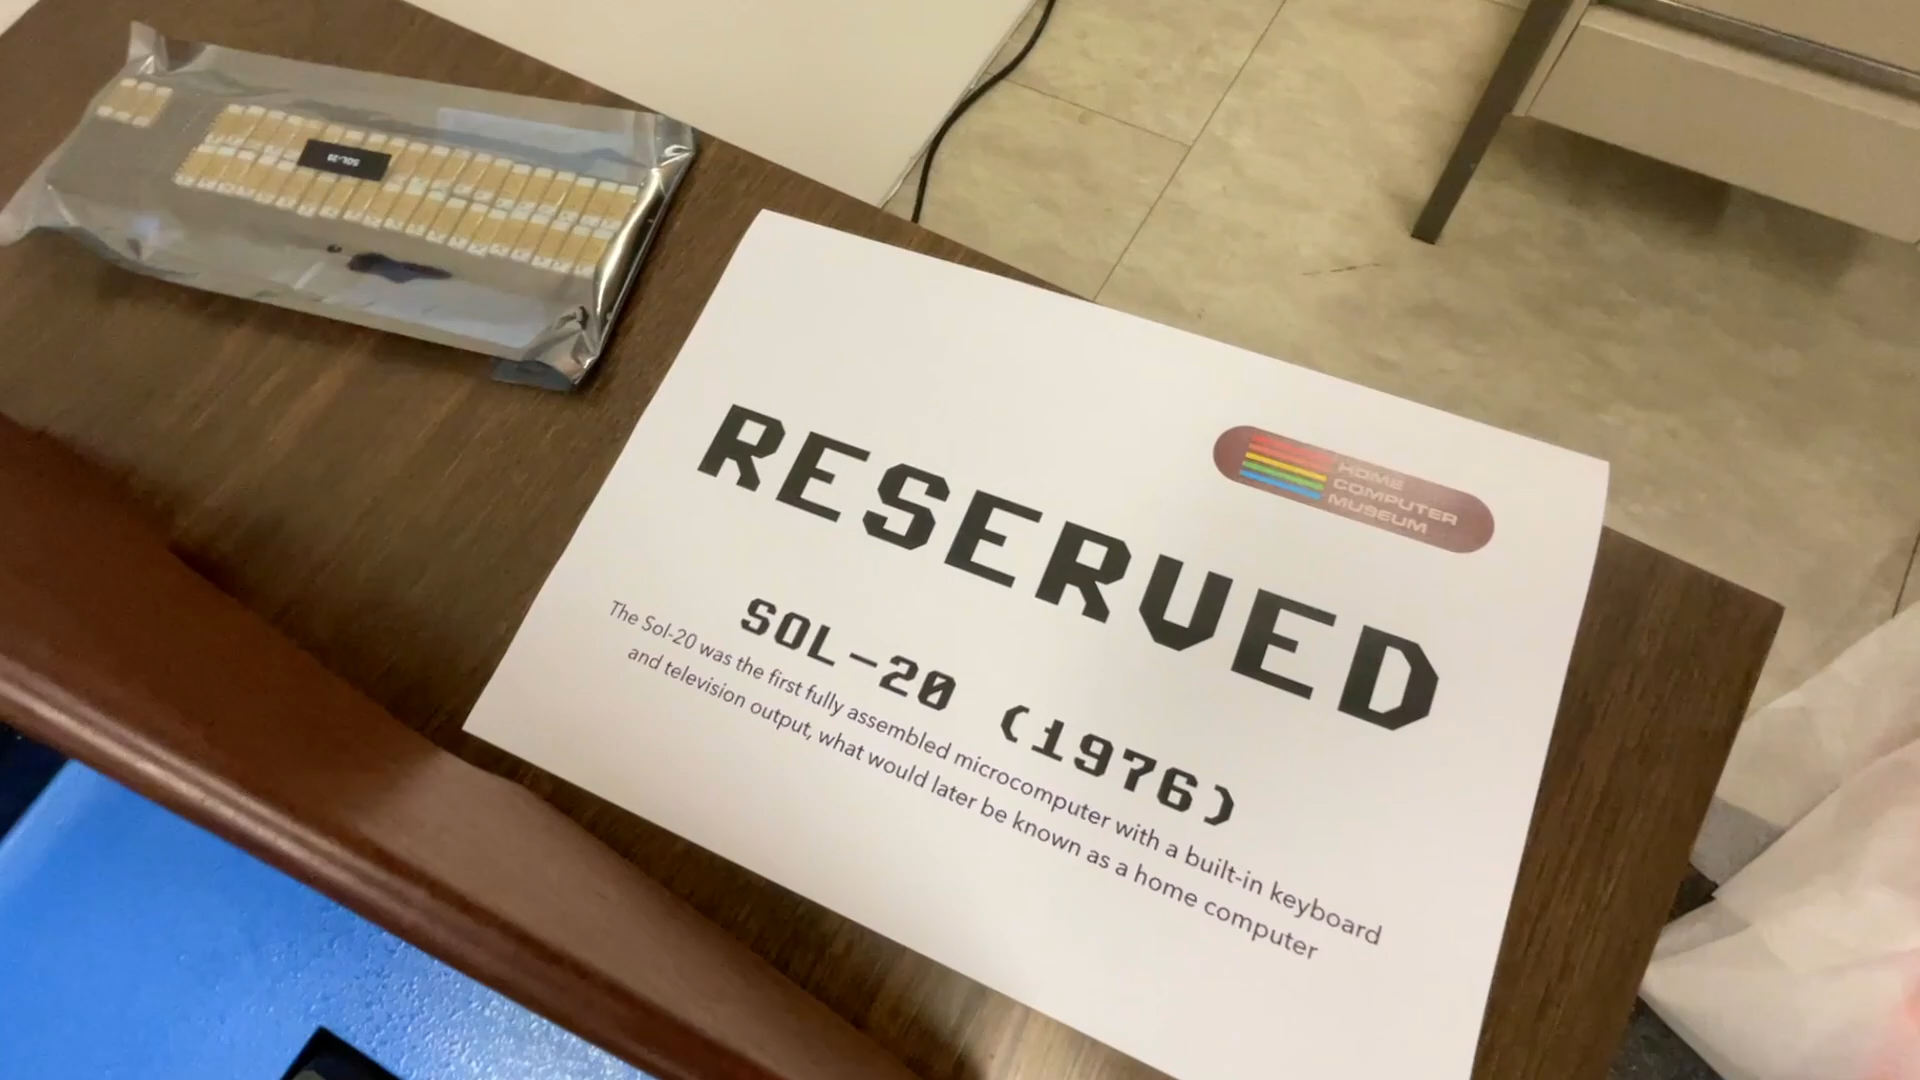 SOL-20
HOME
COMPUTER
MUSEUM
RESERVED
SOL-20 (1976)
The Sol-20 was the first fully assembled microcomputer with a built-in keyboard
and television output, what would later be known as a home computer